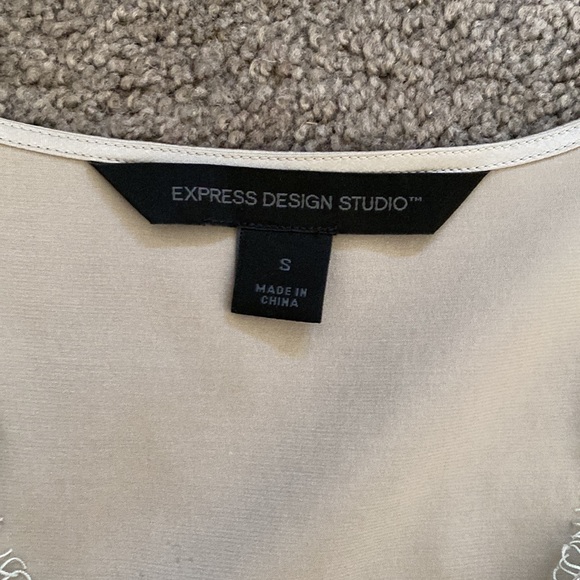 EXPRESS DESIGN STUDIO™
S
MADE IN
CHINA